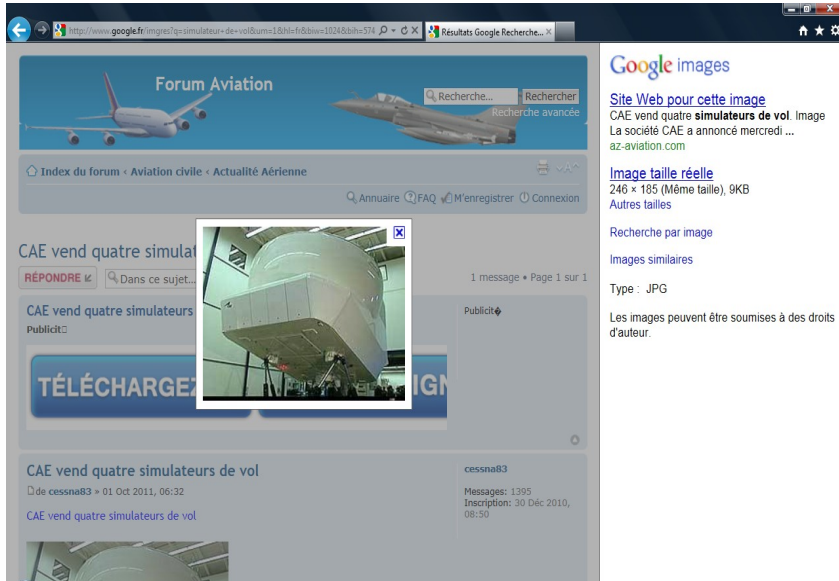 http://www.google.fr/imgres?q=simulateur+de+vol&um=1&hl=fr&biw=1024&bih=574
Résultats Google Recherche...
Forum Aviation
Recherche...
Rechercher
Recherche avancée
Index du forum ‹ Aviation civile ‹ Actualité Aérienne
Annuaire FAQ M'enregistrer Connexion
CAE vend quatre simulat
RÉPONDRE
Dans ce sujet...
1 message • Page 1 sur 1
CAE vend quatre simulateurs
Publicit□
Publicit�
TÉLÉCHARGEZ
IGN
CAE vend quatre simulateurs de vol
de cessna83 » 01 Oct 2011, 06:32
CAE vend quatre simulateurs de vol
cessna83
Messages: 1395
Inscription: 30 Déc 2010,
08:50
Google images
Site Web pour cette image
CAE vend quatre simulateurs de vol. Image
La société CAE a annoncé mercredi ...
az-aviation.com
Image taille réelle
246 × 185 (Même taille), 9KB
Autres tailles
Recherche par image
Images similaires
Type : JPG
Les images peuvent être soumises à des droits
d'auteur.